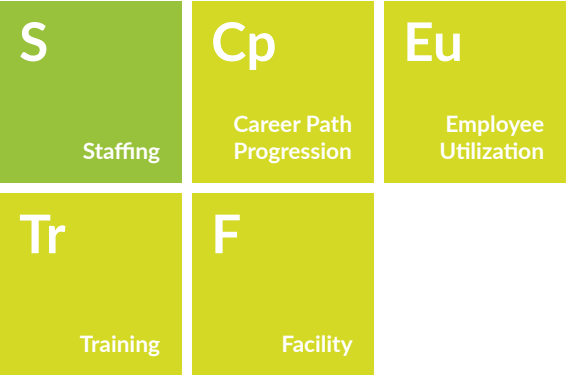 S
Staffing
Cp
Career Path
Progression
Eu
Employee
Utilization
Tr
Training
F
Facility